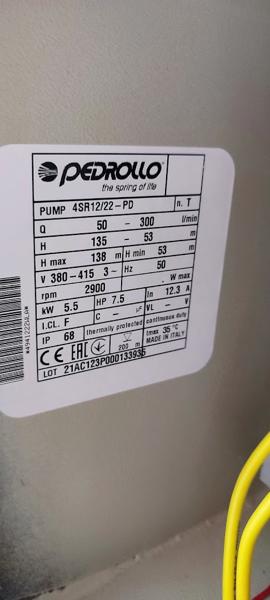 PEDROLLO
the spring of life
PUMP 4SR12/22-PD n. T
Q 50 - 300 l/min
H 135 - 53 m
H max 138 m H min 53 m
V 380-415 3~ Hz 50
rpm 2900 W max
kW 5.5 HP 7.5 In 12.3 A
I.CL. F C - µF VL -
IP 68 thermally protected continuous duty
CE EAC 200 m tmax 35 °C MADE IN ITALY
LOT 21AC123P000133935